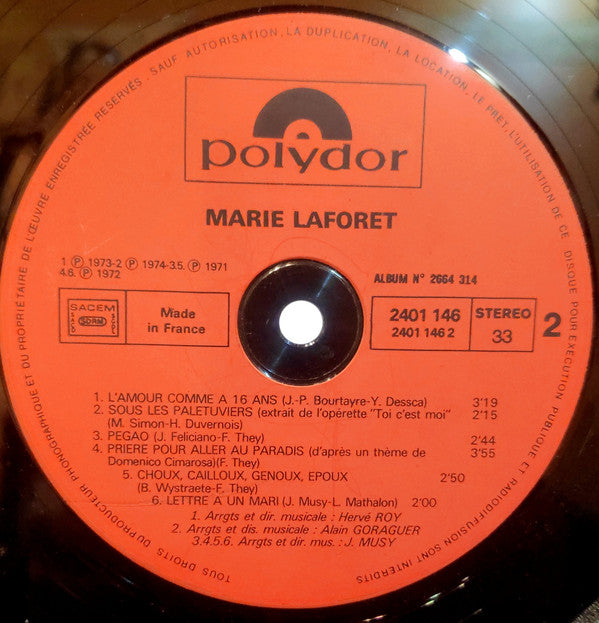 TOUS DROITS DU PRODUCTEUR PHONOGRAPHIQUE ET DU PROPRIÉTAIRE DE L'ŒUVRE ENREGISTRÉE RESERVÉS. SAUF AUTORISATION, LA DUPLICATION, LA LOCATION, LE PRÊT, L'UTILISATION DE CE DISQUE POUR EXECUTION PUBLIQUE ET RADIODIFFUSION SONT INTERDITS
polydor
MARIE LAFORET
1 Ⓟ 1973-2 Ⓟ 1974-3.5. Ⓟ 1971
4.6. Ⓟ 1972
ALBUM N° 2664 314
SACEM
SACD SDRM SGDL
Made
in France
2401 146
2401 146 2
STEREO
33
2
1. L'AMOUR COMME A 16 ANS (J.-P. Bourtayre-Y. Dessca) 3'19
2. SOUS LES PALETUVIERS (extrait de l'opérette "Toi c'est moi" 2'15
(M. Simon-H. Duvernois)
3. PEGAO (J. Feliciano-F. They) 2'44
4. PRIERE POUR ALLER AU PARADIS (d'après un thème de 3'55
Domenico Cimarosa)(F. They)
5. CHOUX, CAILLOUX, GENOUX, EPOUX 2'50
(B. Wystraete-F. They)
6. LETTRE A UN MARI (J. Musy-L. Mathalon) 2'00
1. Arrgts et dir. musicale : Hervé ROY
2. Arrgts et dis. musicale : Alain GORAGUER
3.4.5.6. Arrgts et dir. mus. : J. MUSY